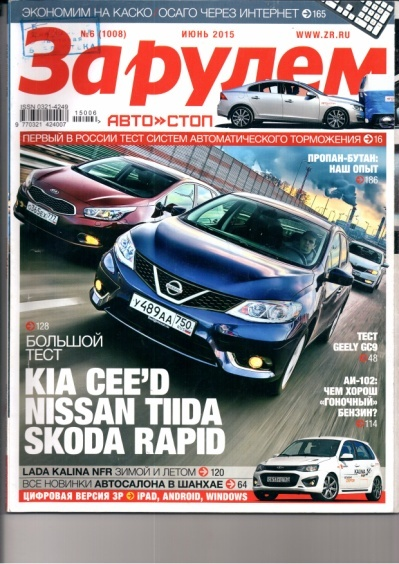 ЭКОНОМИМ НА КАСКО ОСАГО ЧЕРЕЗ ИНТЕРНЕТ 165
№6 (1008) ИЮНЬ 2015 WWW.ZR.RU
За рулем
ISSN 0321-4249
15006
9 770321 424007
АВТО»СТОП
ПЕРВЫЙ В РОССИИ ТЕСТ СИСТЕМ АВТОМАТИЧЕСКОГО ТОРМОЖЕНИЯ 16
ПРОПАН-БУТАН:
НАШ ОПЫТ
186
У489АА 750
128
БОЛЬШОЙ
ТЕСТ
KIA CEE'D
NISSAN TIIDA
SKODA RAPID
ТЕСТ
GEELY GC9
48
АИ-102:
ЧЕМ ХОРОШ
«ГОНОЧНЫЙ»
БЕНЗИН?
114
LADA KALINA NFR ЗИМОЙ И ЛЕТОМ 120
ВСЕ НОВИНКИ АВТОСАЛОНА В ШАНХАЕ 64
ЦИФРОВАЯ ВЕРСИЯ ЗР IPAD, ANDROID, WINDOWS